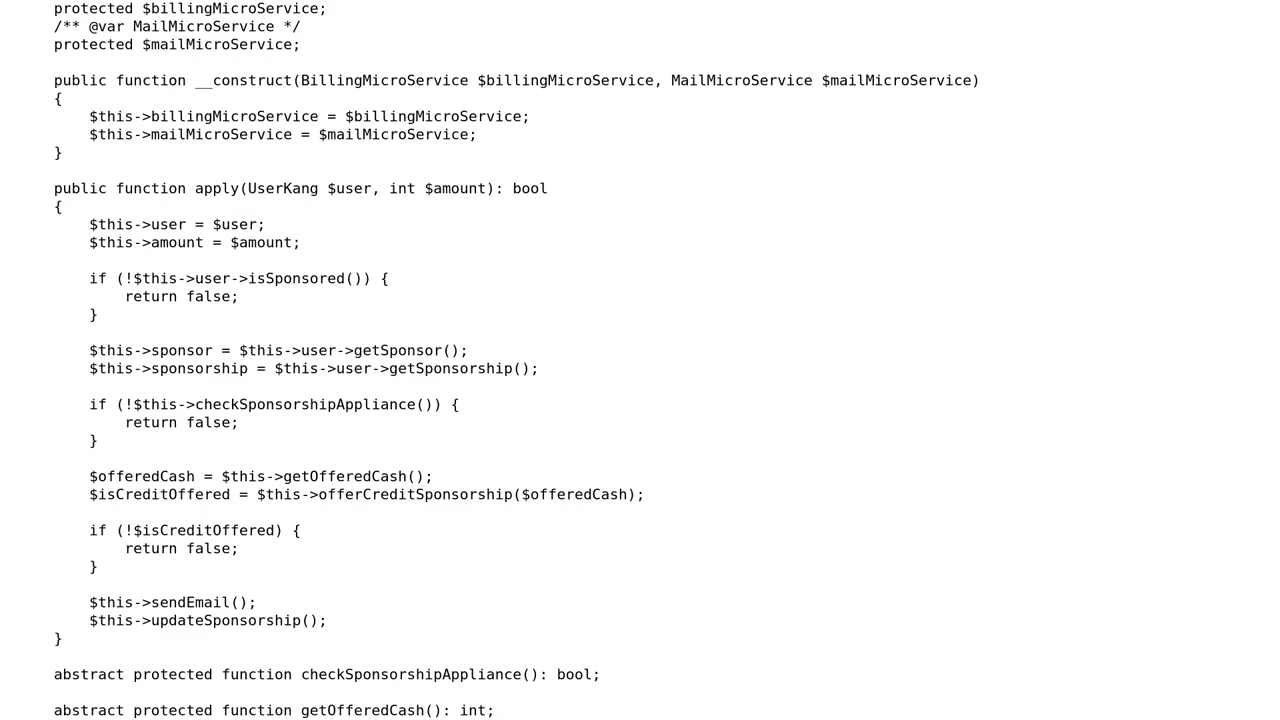 protected $billingMicroService;
/** @var MailMicroService */
protected $mailMicroService;
public function __construct(BillingMicroService $billingMicroService, MailMicroService $mailMicroService)
{
$this->billingMicroService = $billingMicroService;
$this->mailMicroService = $mailMicroService;
}
public function apply(UserKang $user, int $amount): bool
{
$this->user = $user;
$this->amount = $amount;
if (!$this->user->isSponsored()) {
return false;
}
$this->sponsor = $this->user->getSponsor();
$this->sponsorship = $this->user->getSponsorship();
if (!$this->checkSponsorshipAppliance()) {
return false;
}
$offeredCash = $this->getOfferedCash();
$isCreditOffered = $this->offerCreditSponsorship($offeredCash);
if (!$isCreditOffered) {
return false;
}
$this->sendEmail();
$this->updateSponsorship();
}
abstract protected function checkSponsorshipAppliance(): bool;
abstract protected function getOfferedCash(): int;